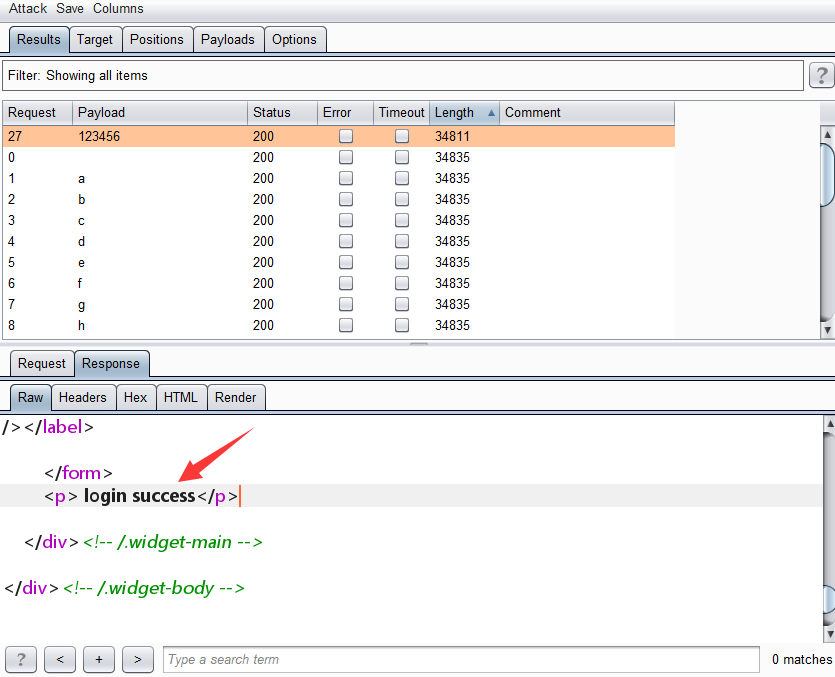 Attack Save Columns
Results Target Positions Payloads Options
Filter: Showing all items ?
Request Payload Status Error Timeout Length ▲ Comment
27 123456 200 34811
0 200 34835
1 a 200 34835
2 b 200 34835
3 c 200 34835
4 d 200 34835
5 e 200 34835
6 f 200 34835
7 g 200 34835
8 h 200 34835
Request Response
Raw Headers Hex HTML Render
/></label>
</form>
<p> login success</p>
</div> <!-- /.widget-main -->
</div> <!-- /.widget-body -->
? < + > Type a search term 0 matches